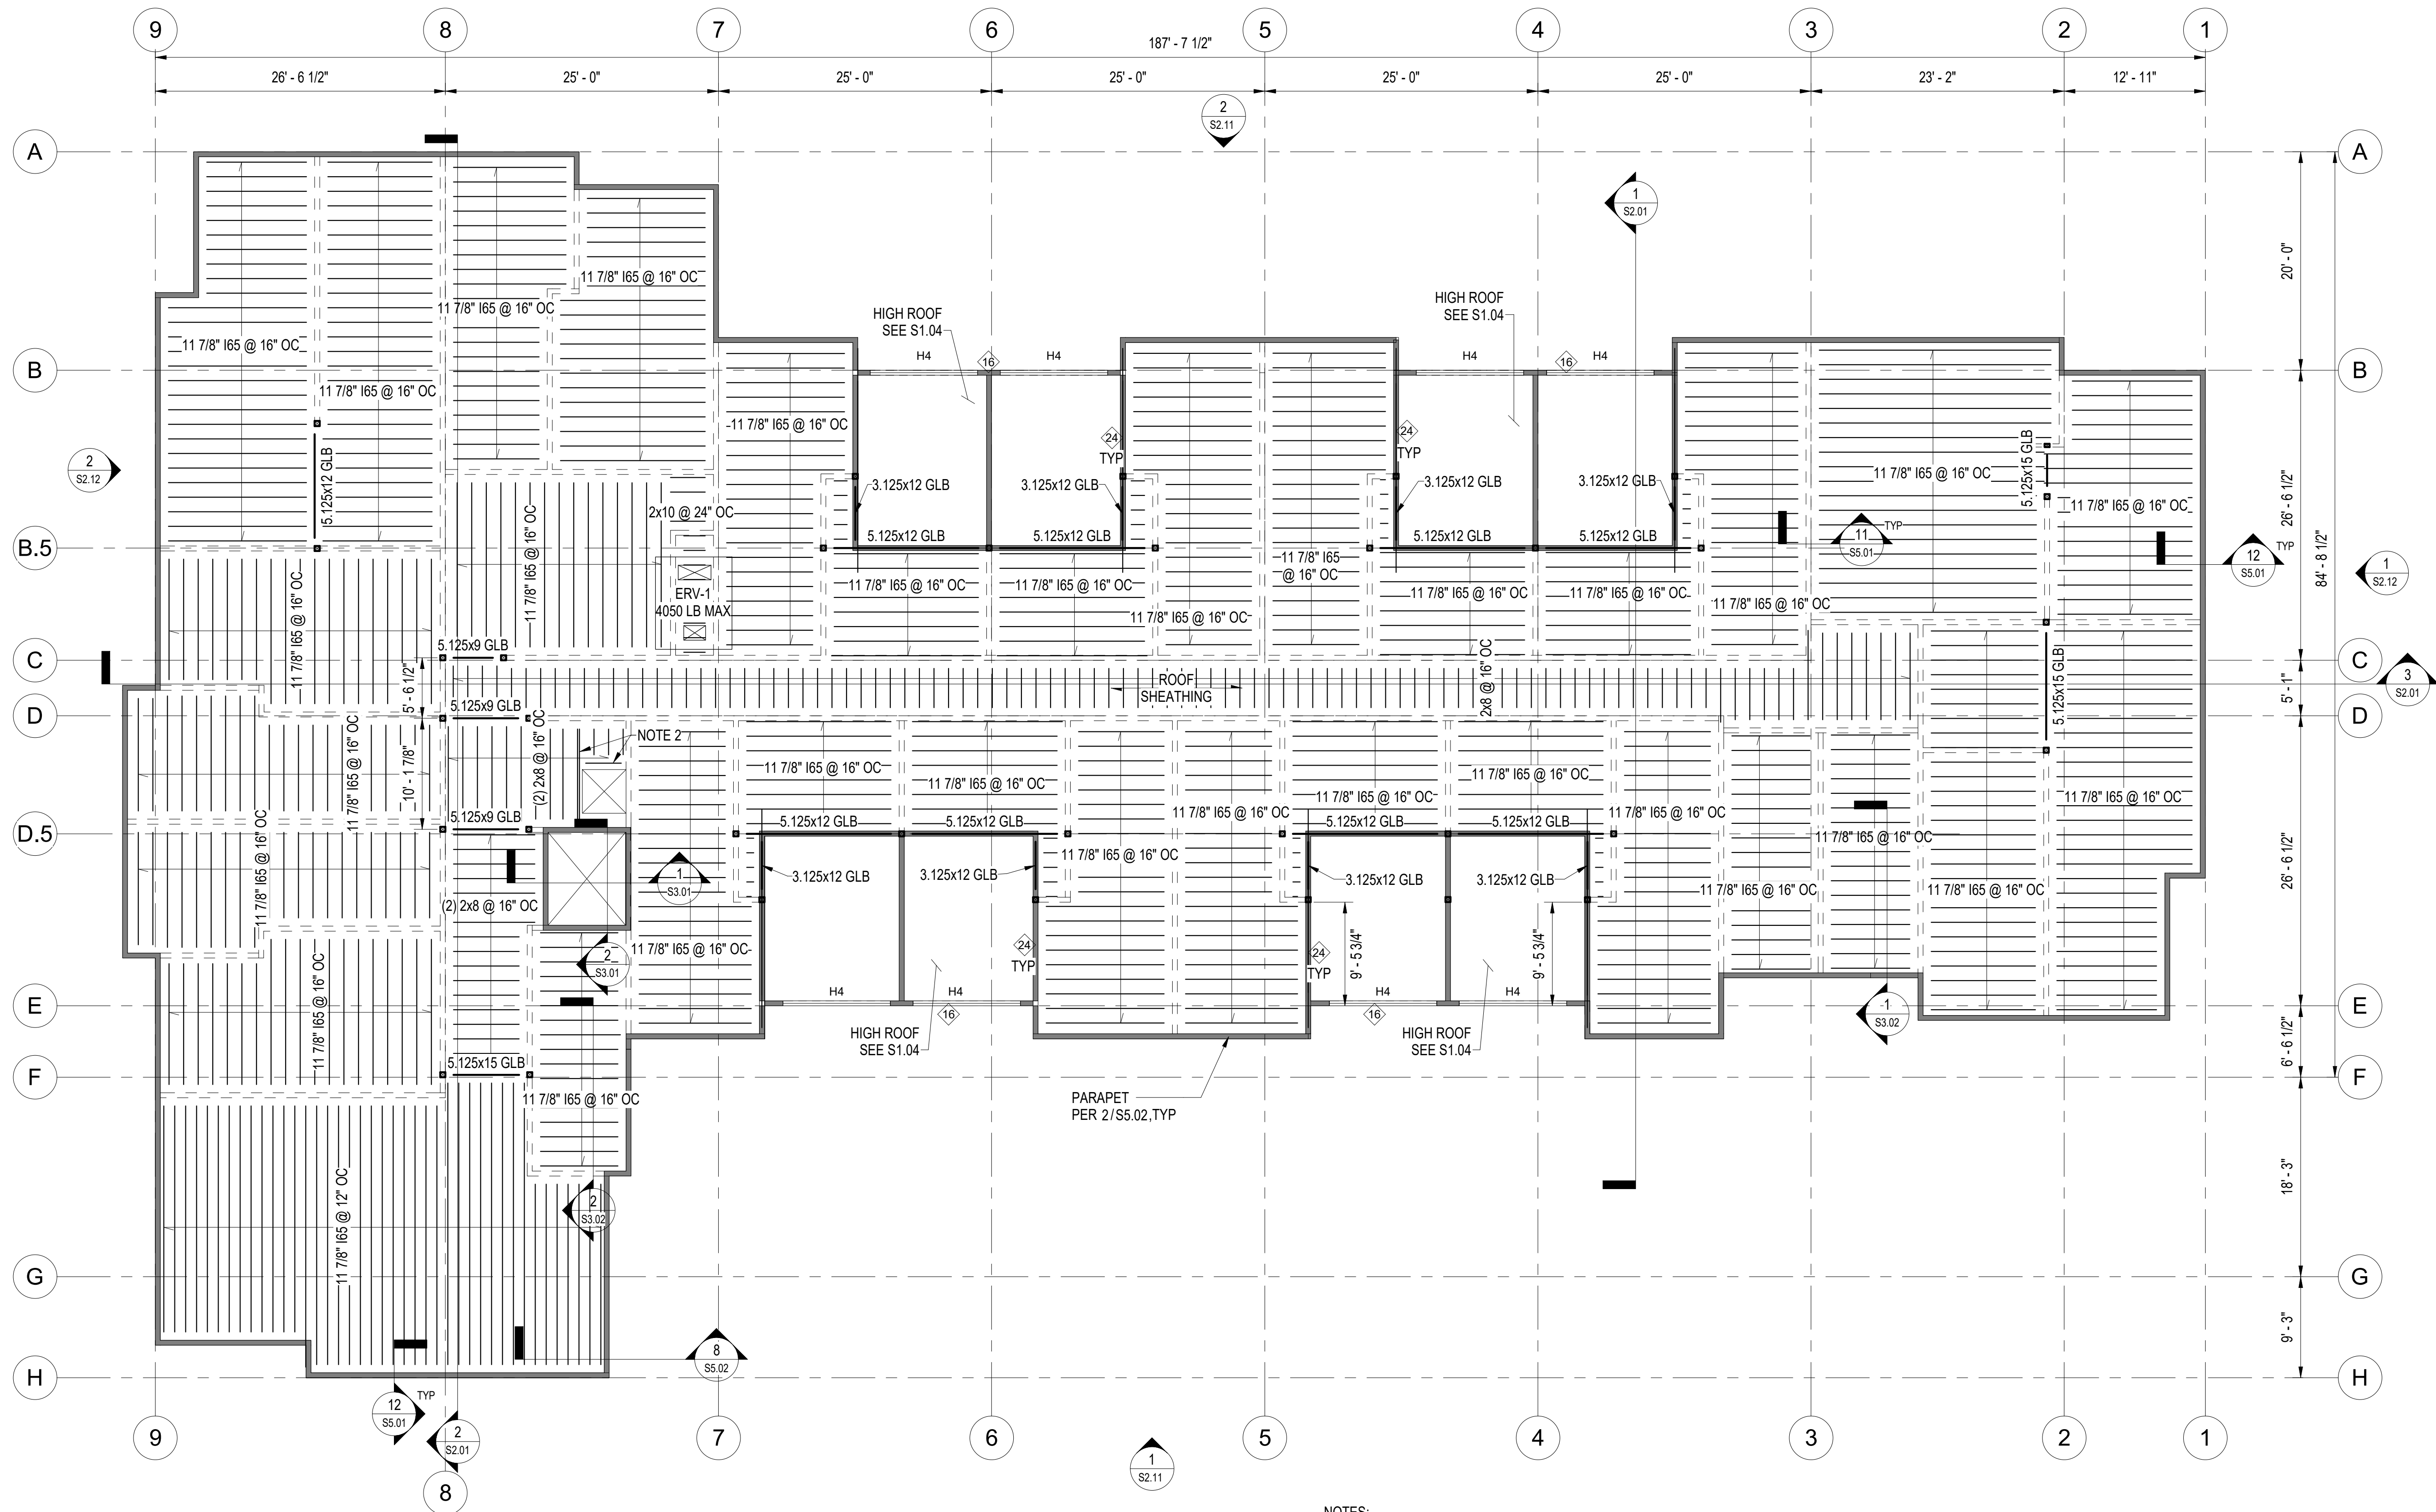 9
8
7
6
5
4
3
2
1
187' - 7 1/2"
26' - 6 1/2"
25' - 0"
25' - 0"
25' - 0"
25' - 0"
25' - 0"
23' - 2"
12' - 11"
2
S2.11
A
A
1
S2.01
20' - 0"
11 7/8" I65 @ 16" OC
11 7/8" I65 @ 16" OC
HIGH ROOF
SEE S1.04
HIGH ROOF
SEE S1.04
11 7/8" I65 @ 16" OC
H4
16
H4
H4
16
H4
B
B
11 7/8" I65 @ 16" OC
11 7/8" I65 @ 16" OC
24
TYP
24
TYP
2
S2.12
5.125x12 GLB
3.125x12 GLB
3.125x12 GLB
3.125x12 GLB
3.125x12 GLB
11 7/8" I65 @ 16" OC
5.125x15 GLB
11 7/8" I65 @ 16" OC
26' - 6 1/2"
2x10 @ 24" OC
11 7/8" I65 @ 16" OC
5.125x12 GLB
5.125x12 GLB
5.125x12 GLB
5.125x12 GLB
11
S5.01
TYP
12
S5.01
TYP
84' - 8 1/2"
B.5
B.5
11 7/8" I65
@ 16" OC
1
S2.12
11 7/8" I65 @ 16" OC
ERV-1
4050 LB MAX
11 7/8" I65 @ 16" OC
11 7/8" I65 @ 16" OC
11 7/8" I65 @ 16" OC
11 7/8" I65 @ 16" OC
11 7/8" I65 @ 16" OC
11 7/8" I65 @ 16" OC
5.125x9 GLB
C
C
5' - 6 1/2"
ROOF
SHEATHING
2x8 @ 16" OC
5.125x15 GLB
5' - 1"
3
S2.01
5.125x9 GLB
D
D
NOTE 2
11 7/8" I65 @ 16" OC
10' - 1 7/8"
(2) 2x8 @ 16" OC
11 7/8" I65 @ 16" OC
11 7/8" I65 @ 16" OC
11 7/8" I65 @ 16" OC
11 7/8" I65 @ 16" OC
11 7/8" I65 @ 16" OC
11 7/8" I65 @ 16" OC
11 7/8" I65 @ 16" OC
11 7/8" I65 @ 16" OC
5.125x9 GLB
5.125x12 GLB
5.125x12 GLB
5.125x12 GLB
5.125x12 GLB
D.5
D.5
11 7/8" I65 @ 16" OC
11 7/8" I65 @ 16" OC
11 7/8" I65 @ 16" OC
1
S3.01
3.125x12 GLB
3.125x12 GLB
3.125x12 GLB
3.125x12 GLB
11 7/8" I65 @ 16" OC
11 7/8" I65 @ 16" OC
26' - 6 1/2"
(2) 2x8 @ 16" OC
11 7/8" I65 @ 16" OC
24
TYP
24
TYP
9' - 5 3/4"
9' - 5 3/4"
2
S3.01
11 7/8" I65 @ 16" OC
H4
H4
16
H4
16
H4
E
E
1
S3.02
HIGH ROOF
SEE S1.04
HIGH ROOF
SEE S1.04
6' - 6 1/2"
5.125x15 GLB
F
F
11 7/8" I65 @ 16" OC
PARAPET
PER 2/S5.02,TYP
18' - 3"
11 7/8" I65 @ 12" OC
2
S3.02
G
G
9' - 3"
8
S5.02
H
H
12
S5.01
TYP
2
S2.01
9
8
7
6
5
4
3
2
1
1
S2.11
NOTES: